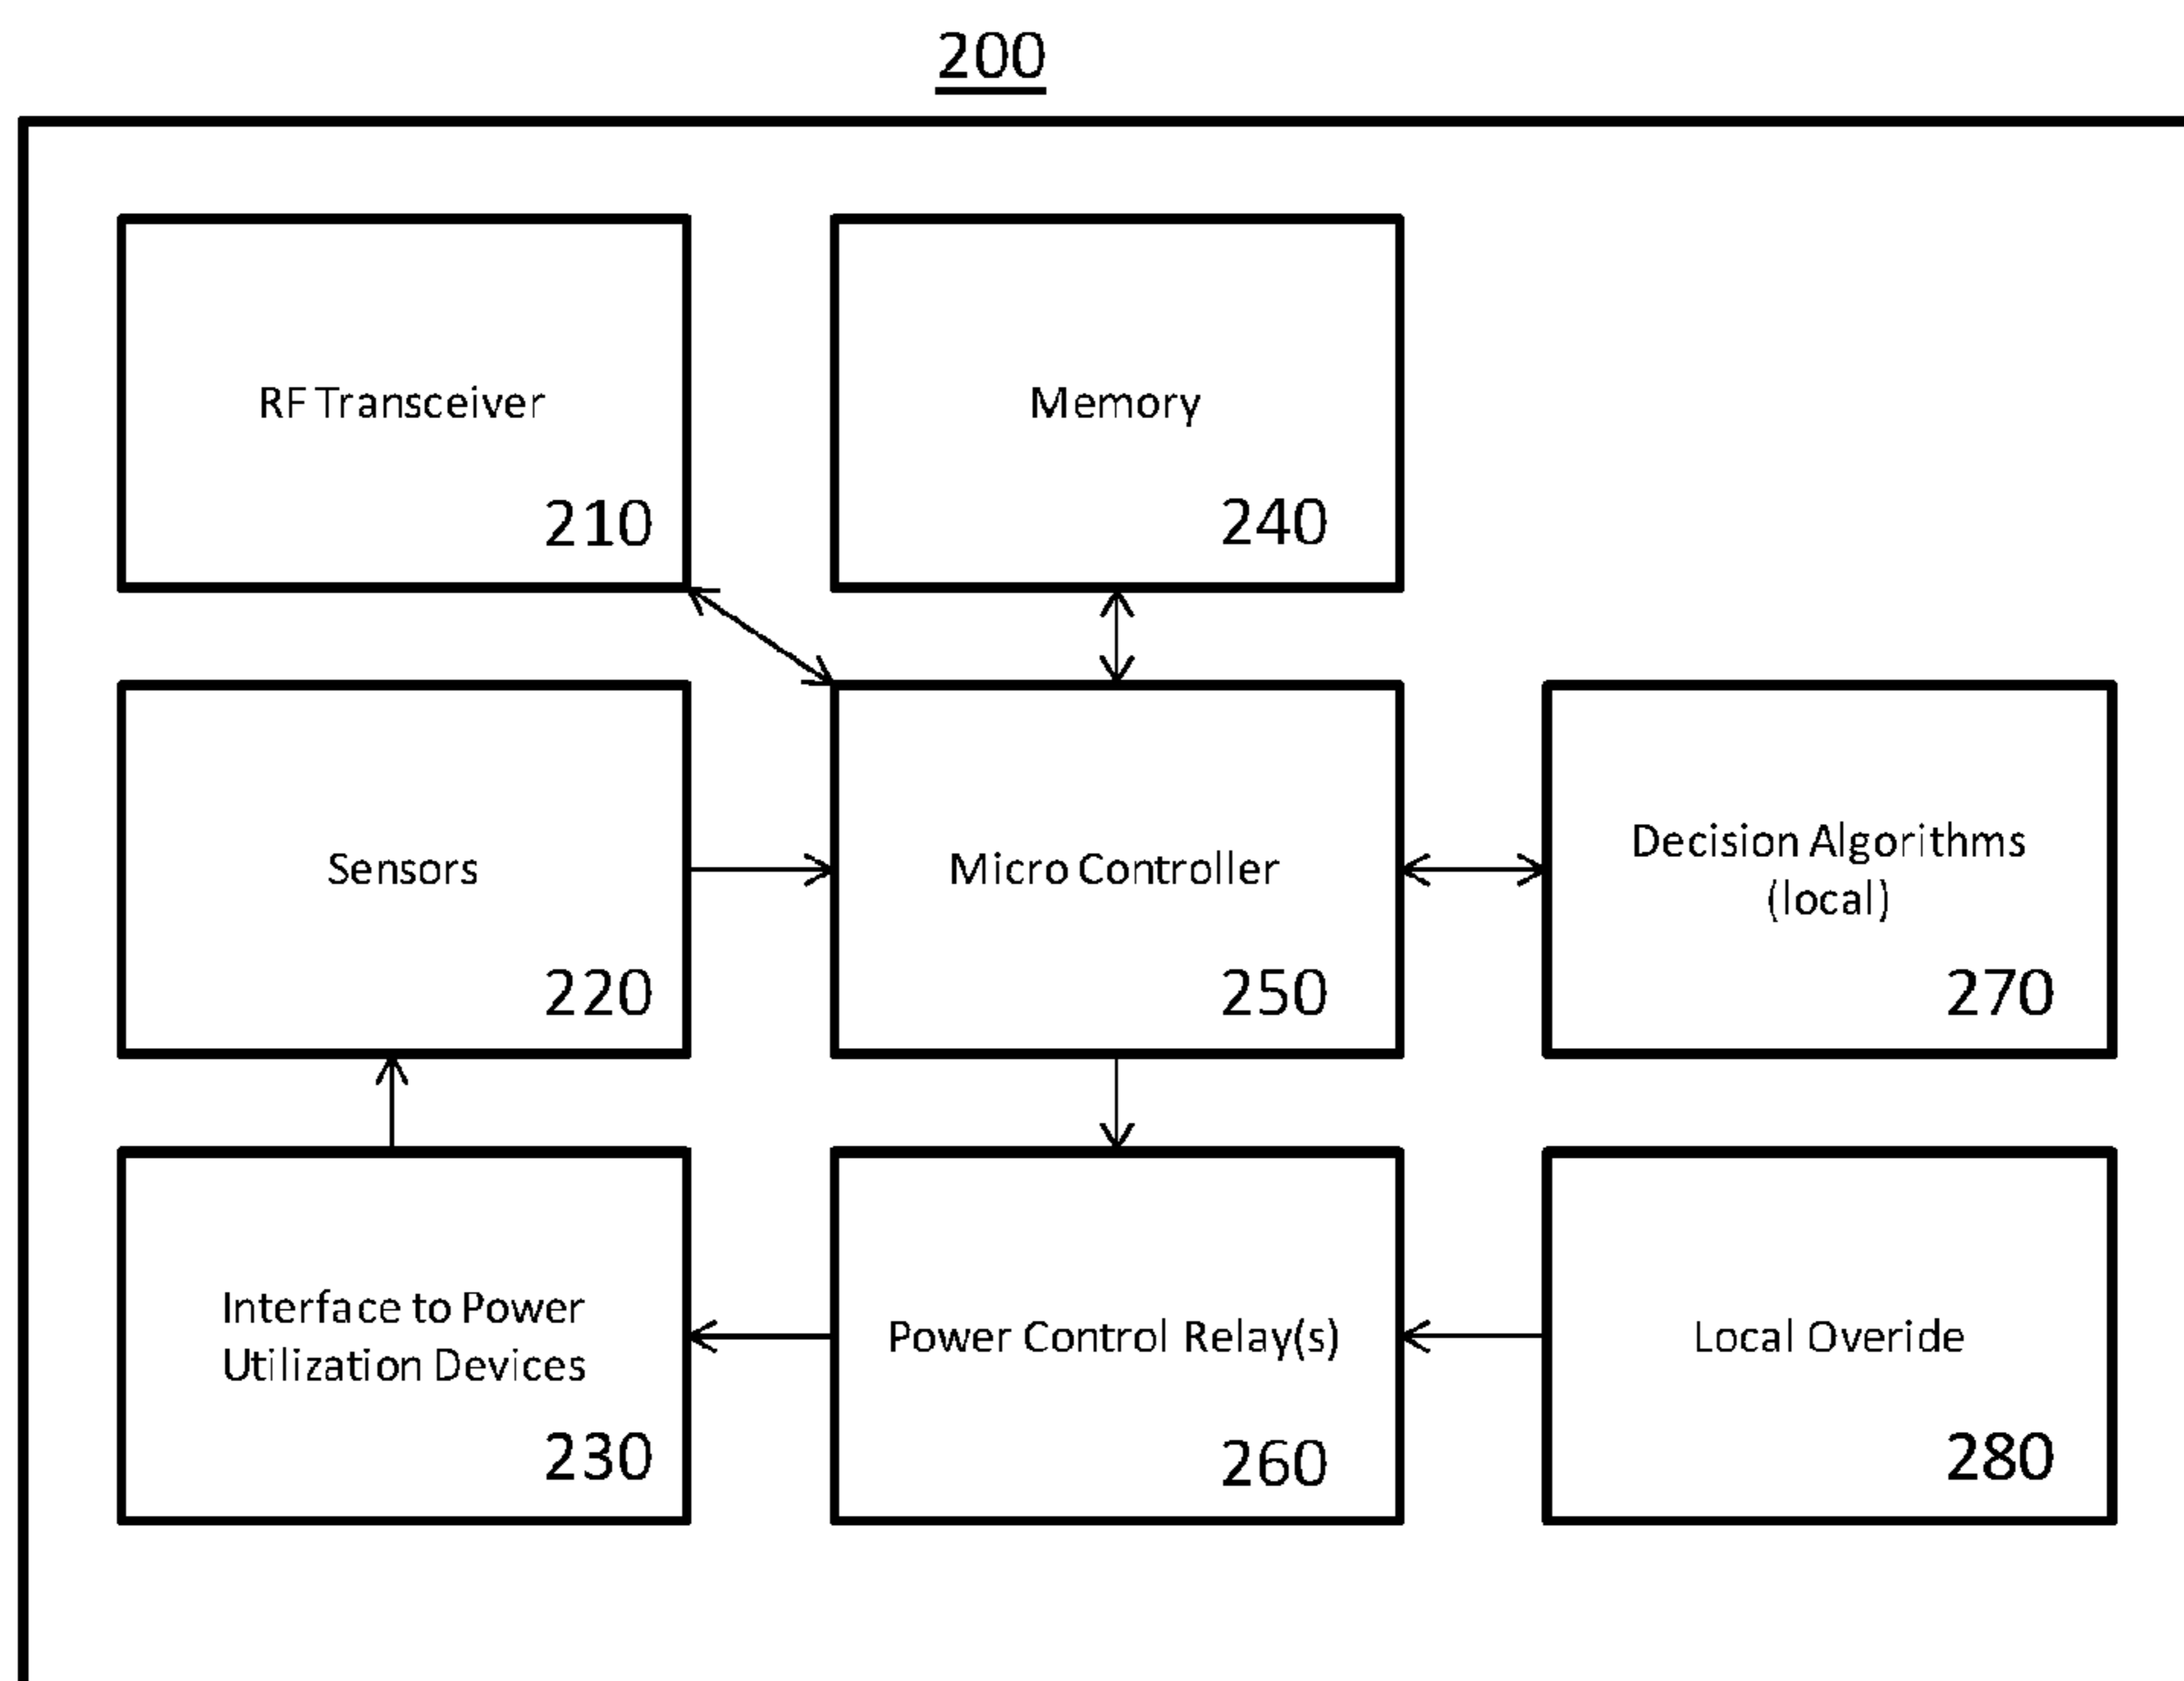 200
RF Transceiver
210
Memory
240
Sensors
220
Micro Controller
250
Decision Algorithms
(local)
270
Interface to Power
Utilization Devices
230
Power Control Relay(s)
260
Local Overide
280